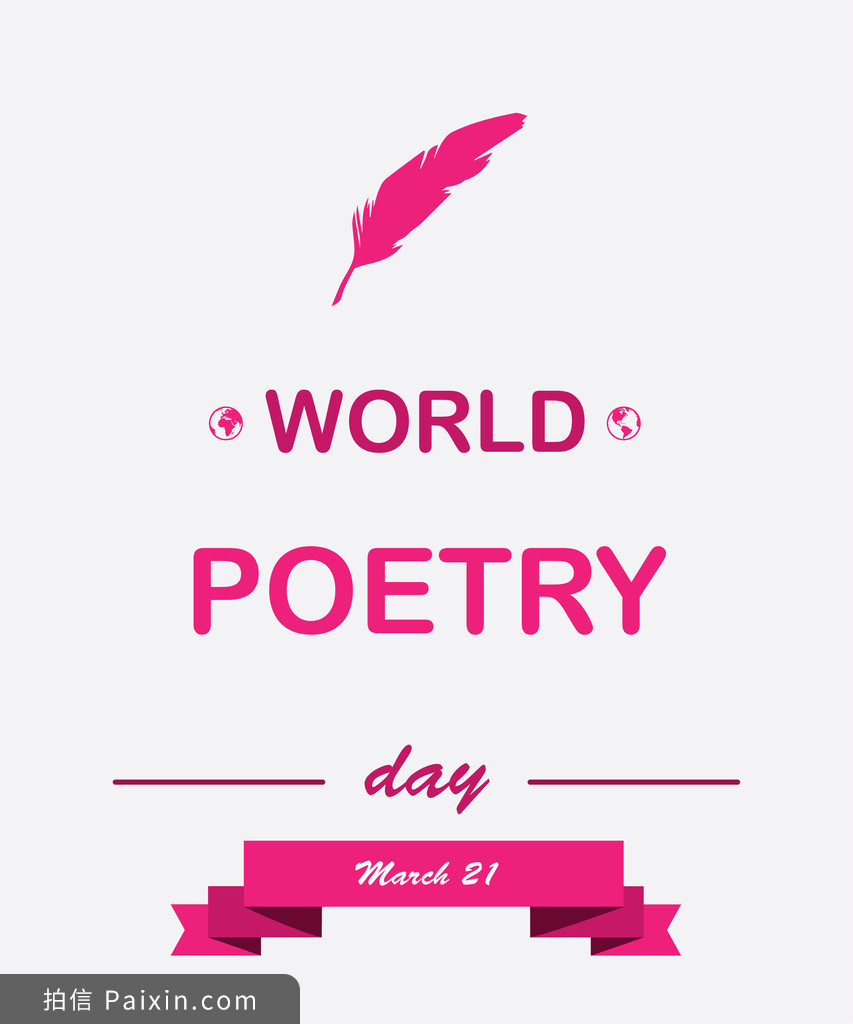 WORLD
POETRY
day
March 21
拍信 Paixin.com